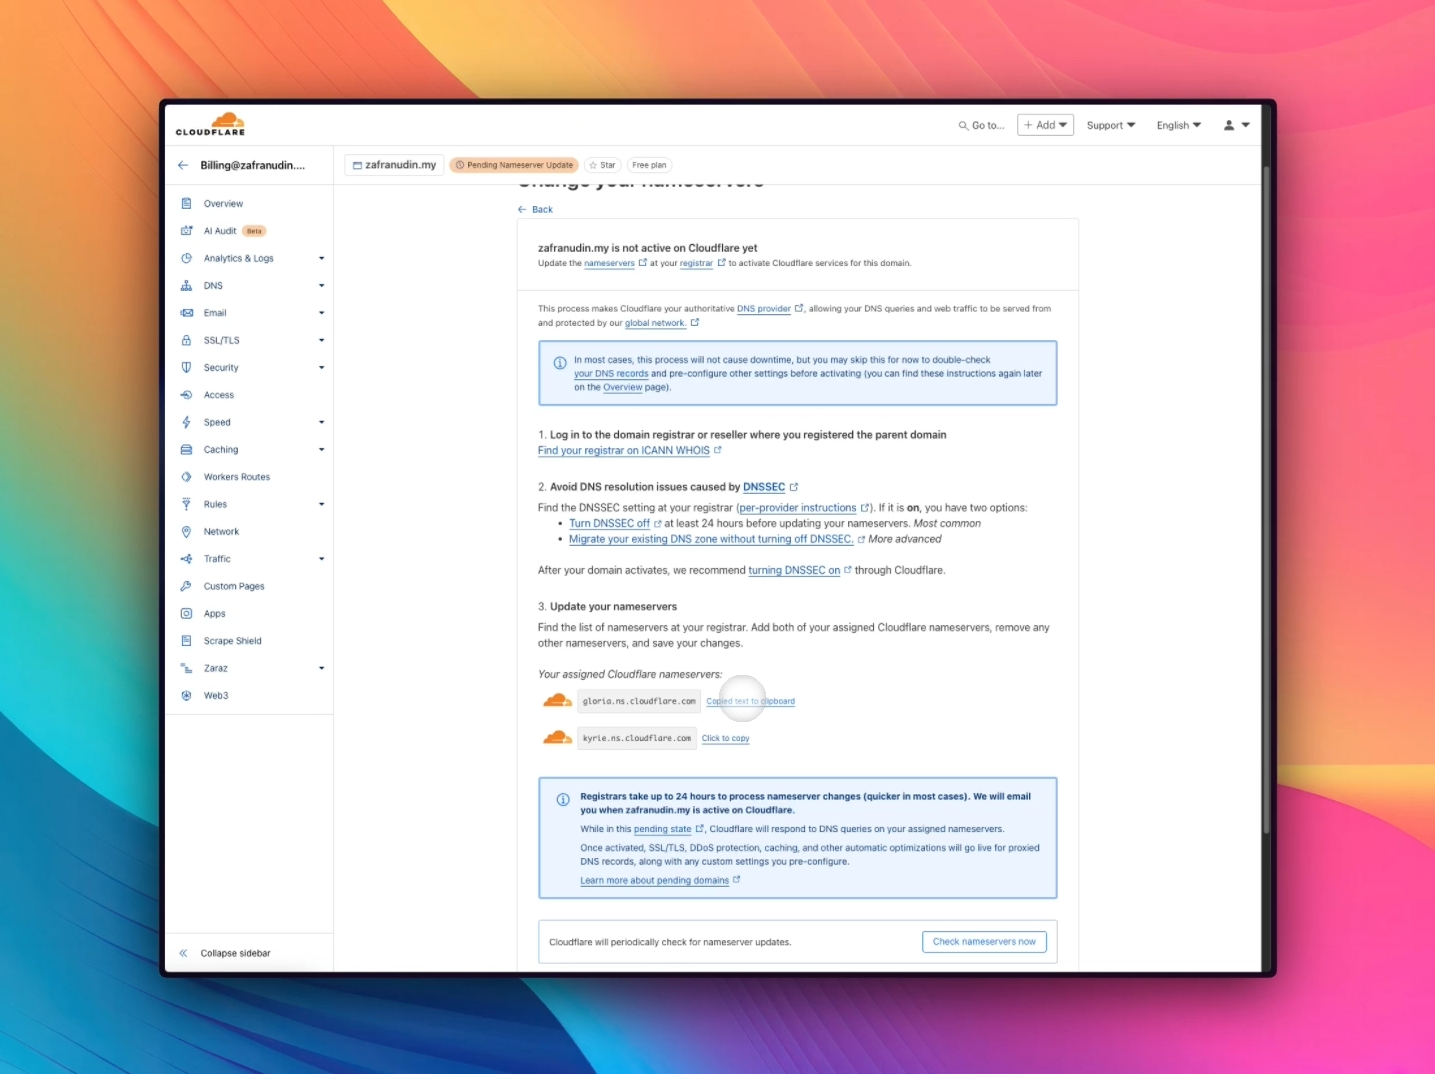 CLOUDFLARE
Go to...
+ Add
Support
English
Billing@zafranudin....
zafranudin.my
Pending Nameserver Update
Star
Free plan
Overview
AI Audit Beta
Analytics & Logs
DNS
Email
SSL/TLS
Security
Access
Speed
Caching
Workers Routes
Rules
Network
Traffic
Custom Pages
Apps
Scrape Shield
Zaraz
Web3
Collapse sidebar
Change your nameservers
Back
zafranudin.my is not active on Cloudflare yet
Update the nameservers at your registrar to activate Cloudflare services for this domain.
This process makes Cloudflare your authoritative DNS provider, allowing your DNS queries and web traffic to be served from
and protected by our global network.
In most cases, this process will not cause downtime, but you may skip this for now to double-check
your DNS records and pre-configure other settings before activating (you can find these instructions again later
on the Overview page).
1. Log in to the domain registrar or reseller where you registered the parent domain
Find your registrar on ICANN WHOIS
2. Avoid DNS resolution issues caused by DNSSEC
Find the DNSSEC setting at your registrar (per-provider instructions). If it is on, you have two options:
• Turn DNSSEC off at least 24 hours before updating your nameservers. Most common
• Migrate your existing DNS zone without turning off DNSSEC. More advanced
After your domain activates, we recommend turning DNSSEC on through Cloudflare.
3. Update your nameservers
Find the list of nameservers at your registrar. Add both of your assigned Cloudflare nameservers, remove any
other nameservers, and save your changes.
Your assigned Cloudflare nameservers:
gloria.ns.cloudflare.com Copied text to clipboard
kyrie.ns.cloudflare.com Click to copy
Registrars take up to 24 hours to process nameserver changes (quicker in most cases). We will email
you when zafranudin.my is active on Cloudflare.
While in this pending state, Cloudflare will respond to DNS queries on your assigned nameservers.
Once activated, SSL/TLS, DDoS protection, caching, and other automatic optimizations will go live for proxied
DNS records, along with any custom settings you pre-configure.
Learn more about pending domains
Cloudflare will periodically check for nameserver updates.
Check nameservers now